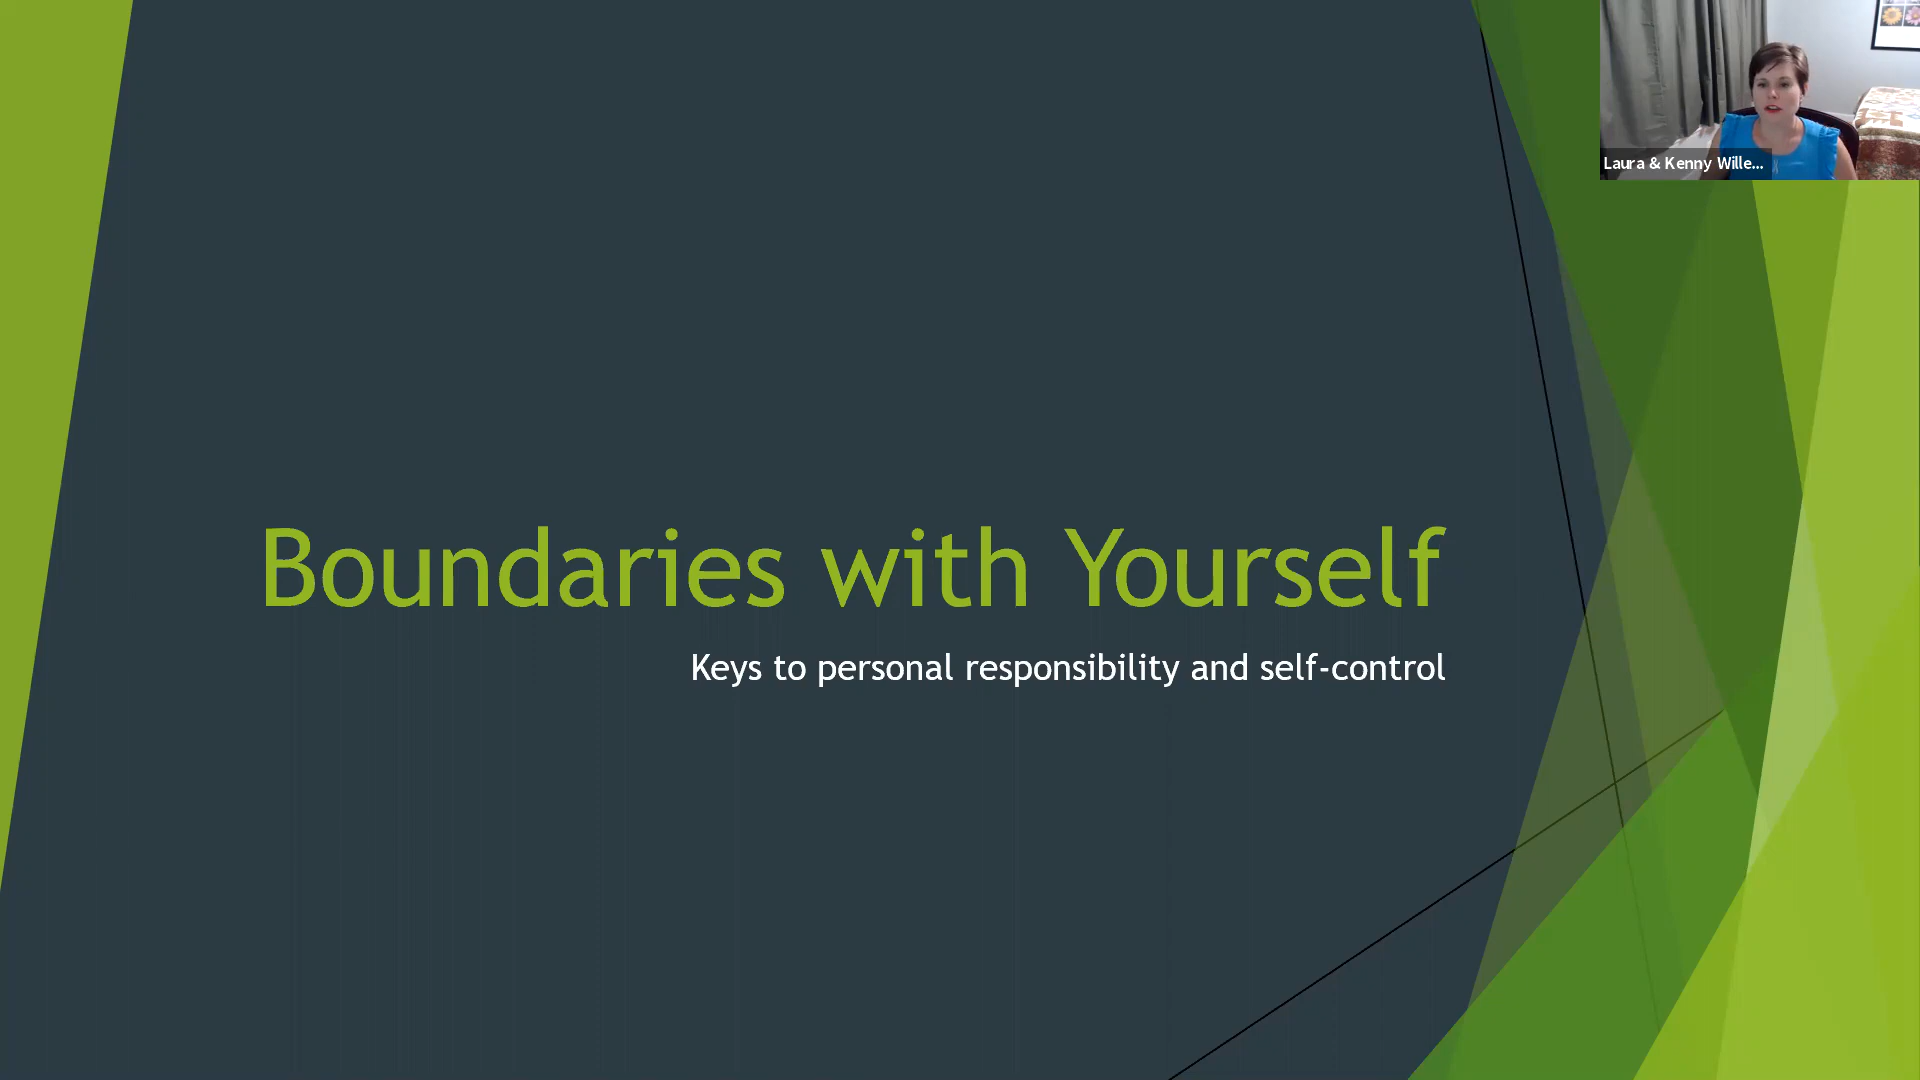 Laura & Kenny Wille...
Boundaries with Yourself
Keys to personal responsibility and self-control